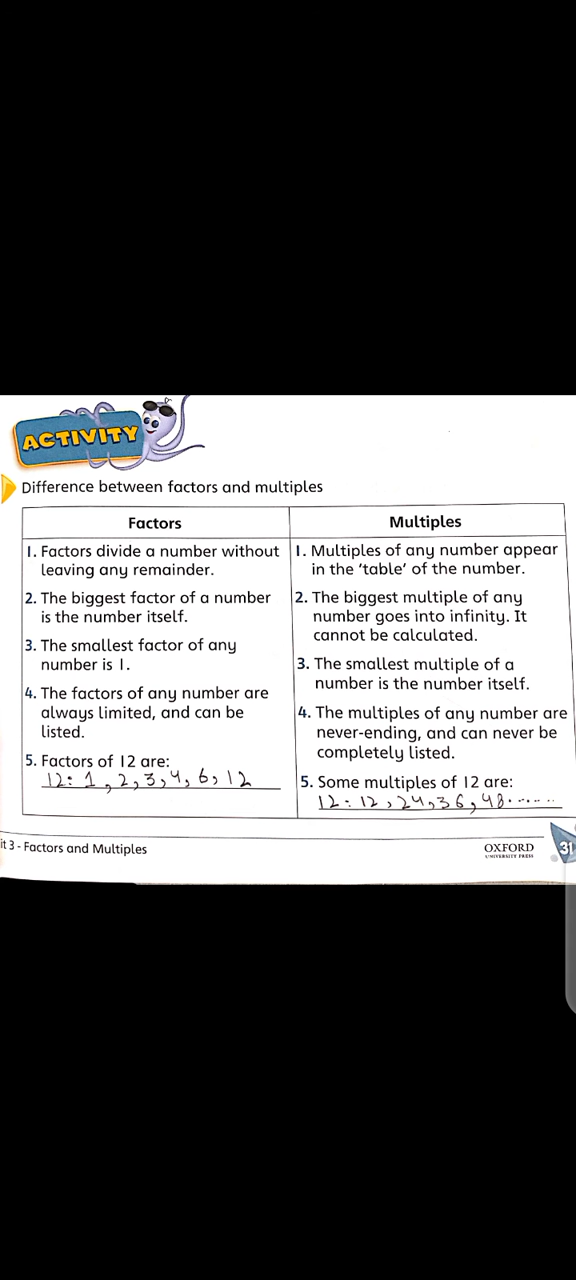 ACTIVITY
Difference between factors and multiples
Factors
1. Factors divide a number without
leaving any remainder.
2. The biggest factor of a number
is the number itself.
3. The smallest factor of any
number is 1.
4. The factors of any number are
always limited, and can be
listed.
5. Factors of 12 are:
12: 1, 2, 3, 4, 6, 12
Multiples
1. Multiples of any number appear
in the 'table' of the number.
2. The biggest multiple of any
number goes into infinity. It
cannot be calculated.
3. The smallest multiple of a
number is the number itself.
4. The multiples of any number are
never-ending, and can never be
completely listed.
5. Some multiples of 12 are:
12: 12, 24, 36, 48......
it 3 - Factors and Multiples
OXFORD
UNIVERSITY PRESS
31